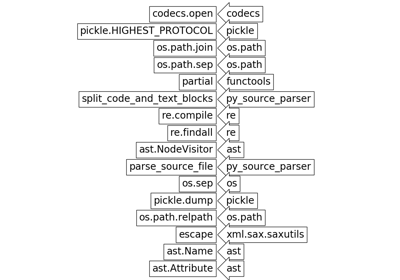 codecs.open codecs
pickle.HIGHEST_PROTOCOL pickle
os.path.join os.path
os.path.sep os.path
partial functools
split_code_and_text_blocks py_source_parser
re.compile re
re.findall re
ast.NodeVisitor ast
parse_source_file py_source_parser
os.sep os
pickle.dump pickle
os.path.relpath os.path
escape xml.sax.saxutils
ast.Name ast
ast.Attribute ast